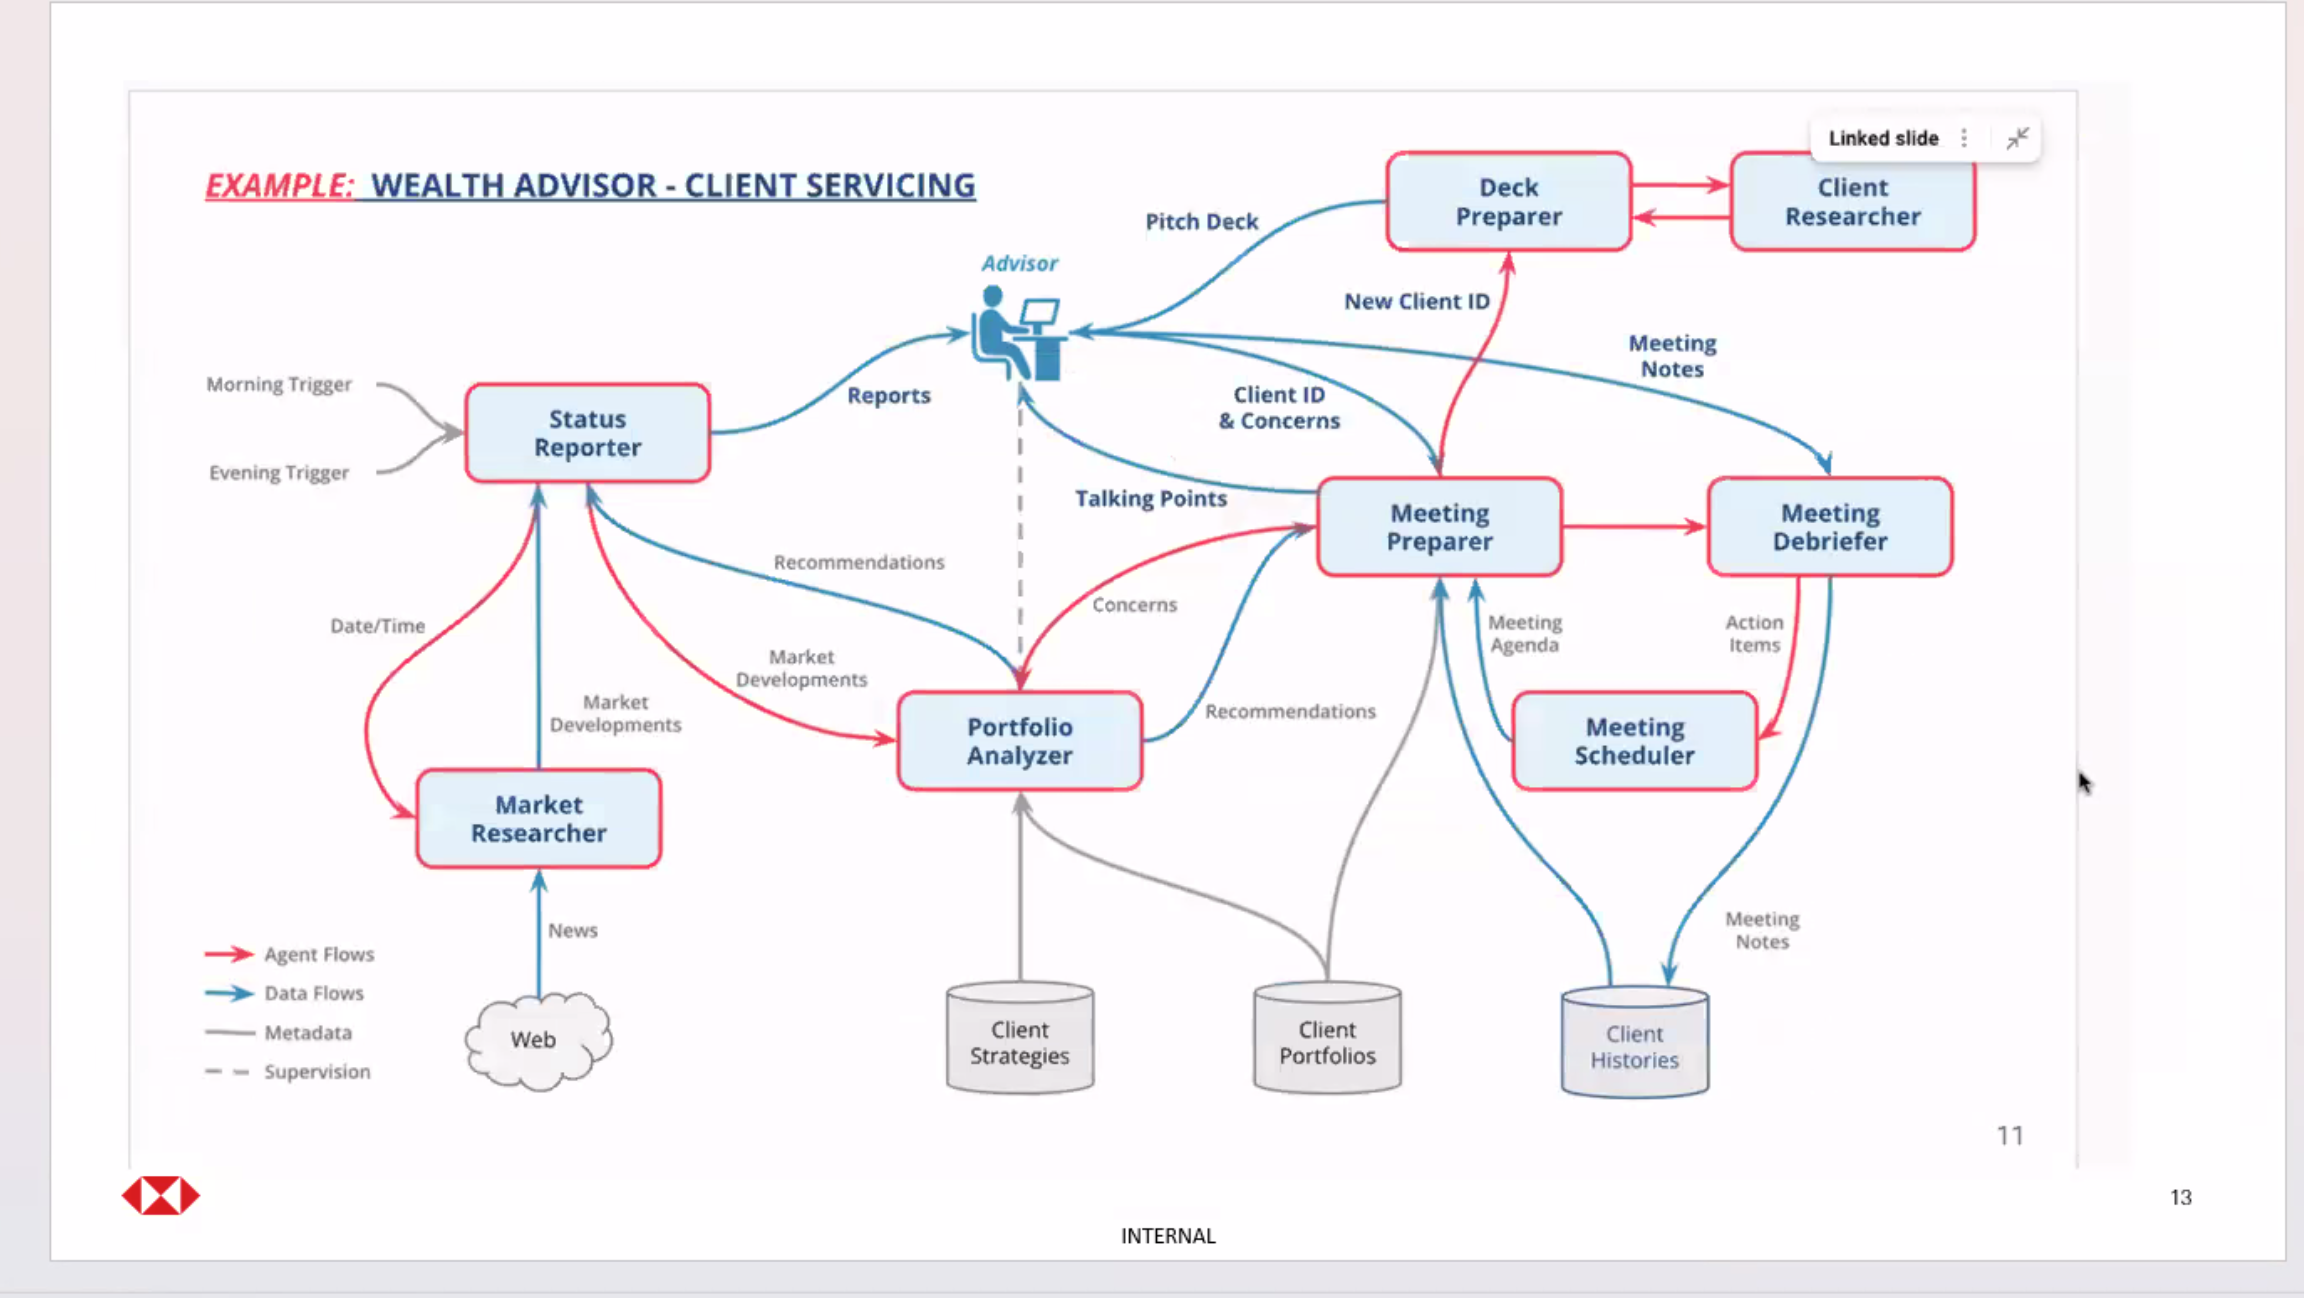 Linked slide
EXAMPLE: WEALTH ADVISOR - CLIENT SERVICING
Deck
Preparer
Client
Researcher
Pitch Deck
Advisor
New Client ID
Meeting
Notes
Morning Trigger
Evening Trigger
Status
Reporter
Reports
Client ID
& Concerns
Talking Points
Meeting
Preparer
Meeting
Debriefer
Recommendations
Concerns
Date/Time
Meeting
Agenda
Action
Items
Market
Developments
Market
Developments
Recommendations
Portfolio
Analyzer
Meeting
Scheduler
Market
Researcher
News
Meeting
Notes
Agent Flows
Data Flows
Metadada
Supervision
Web
Client
Strategies
Client
Portfolios
Client
Histories
11
13
INTERNAL